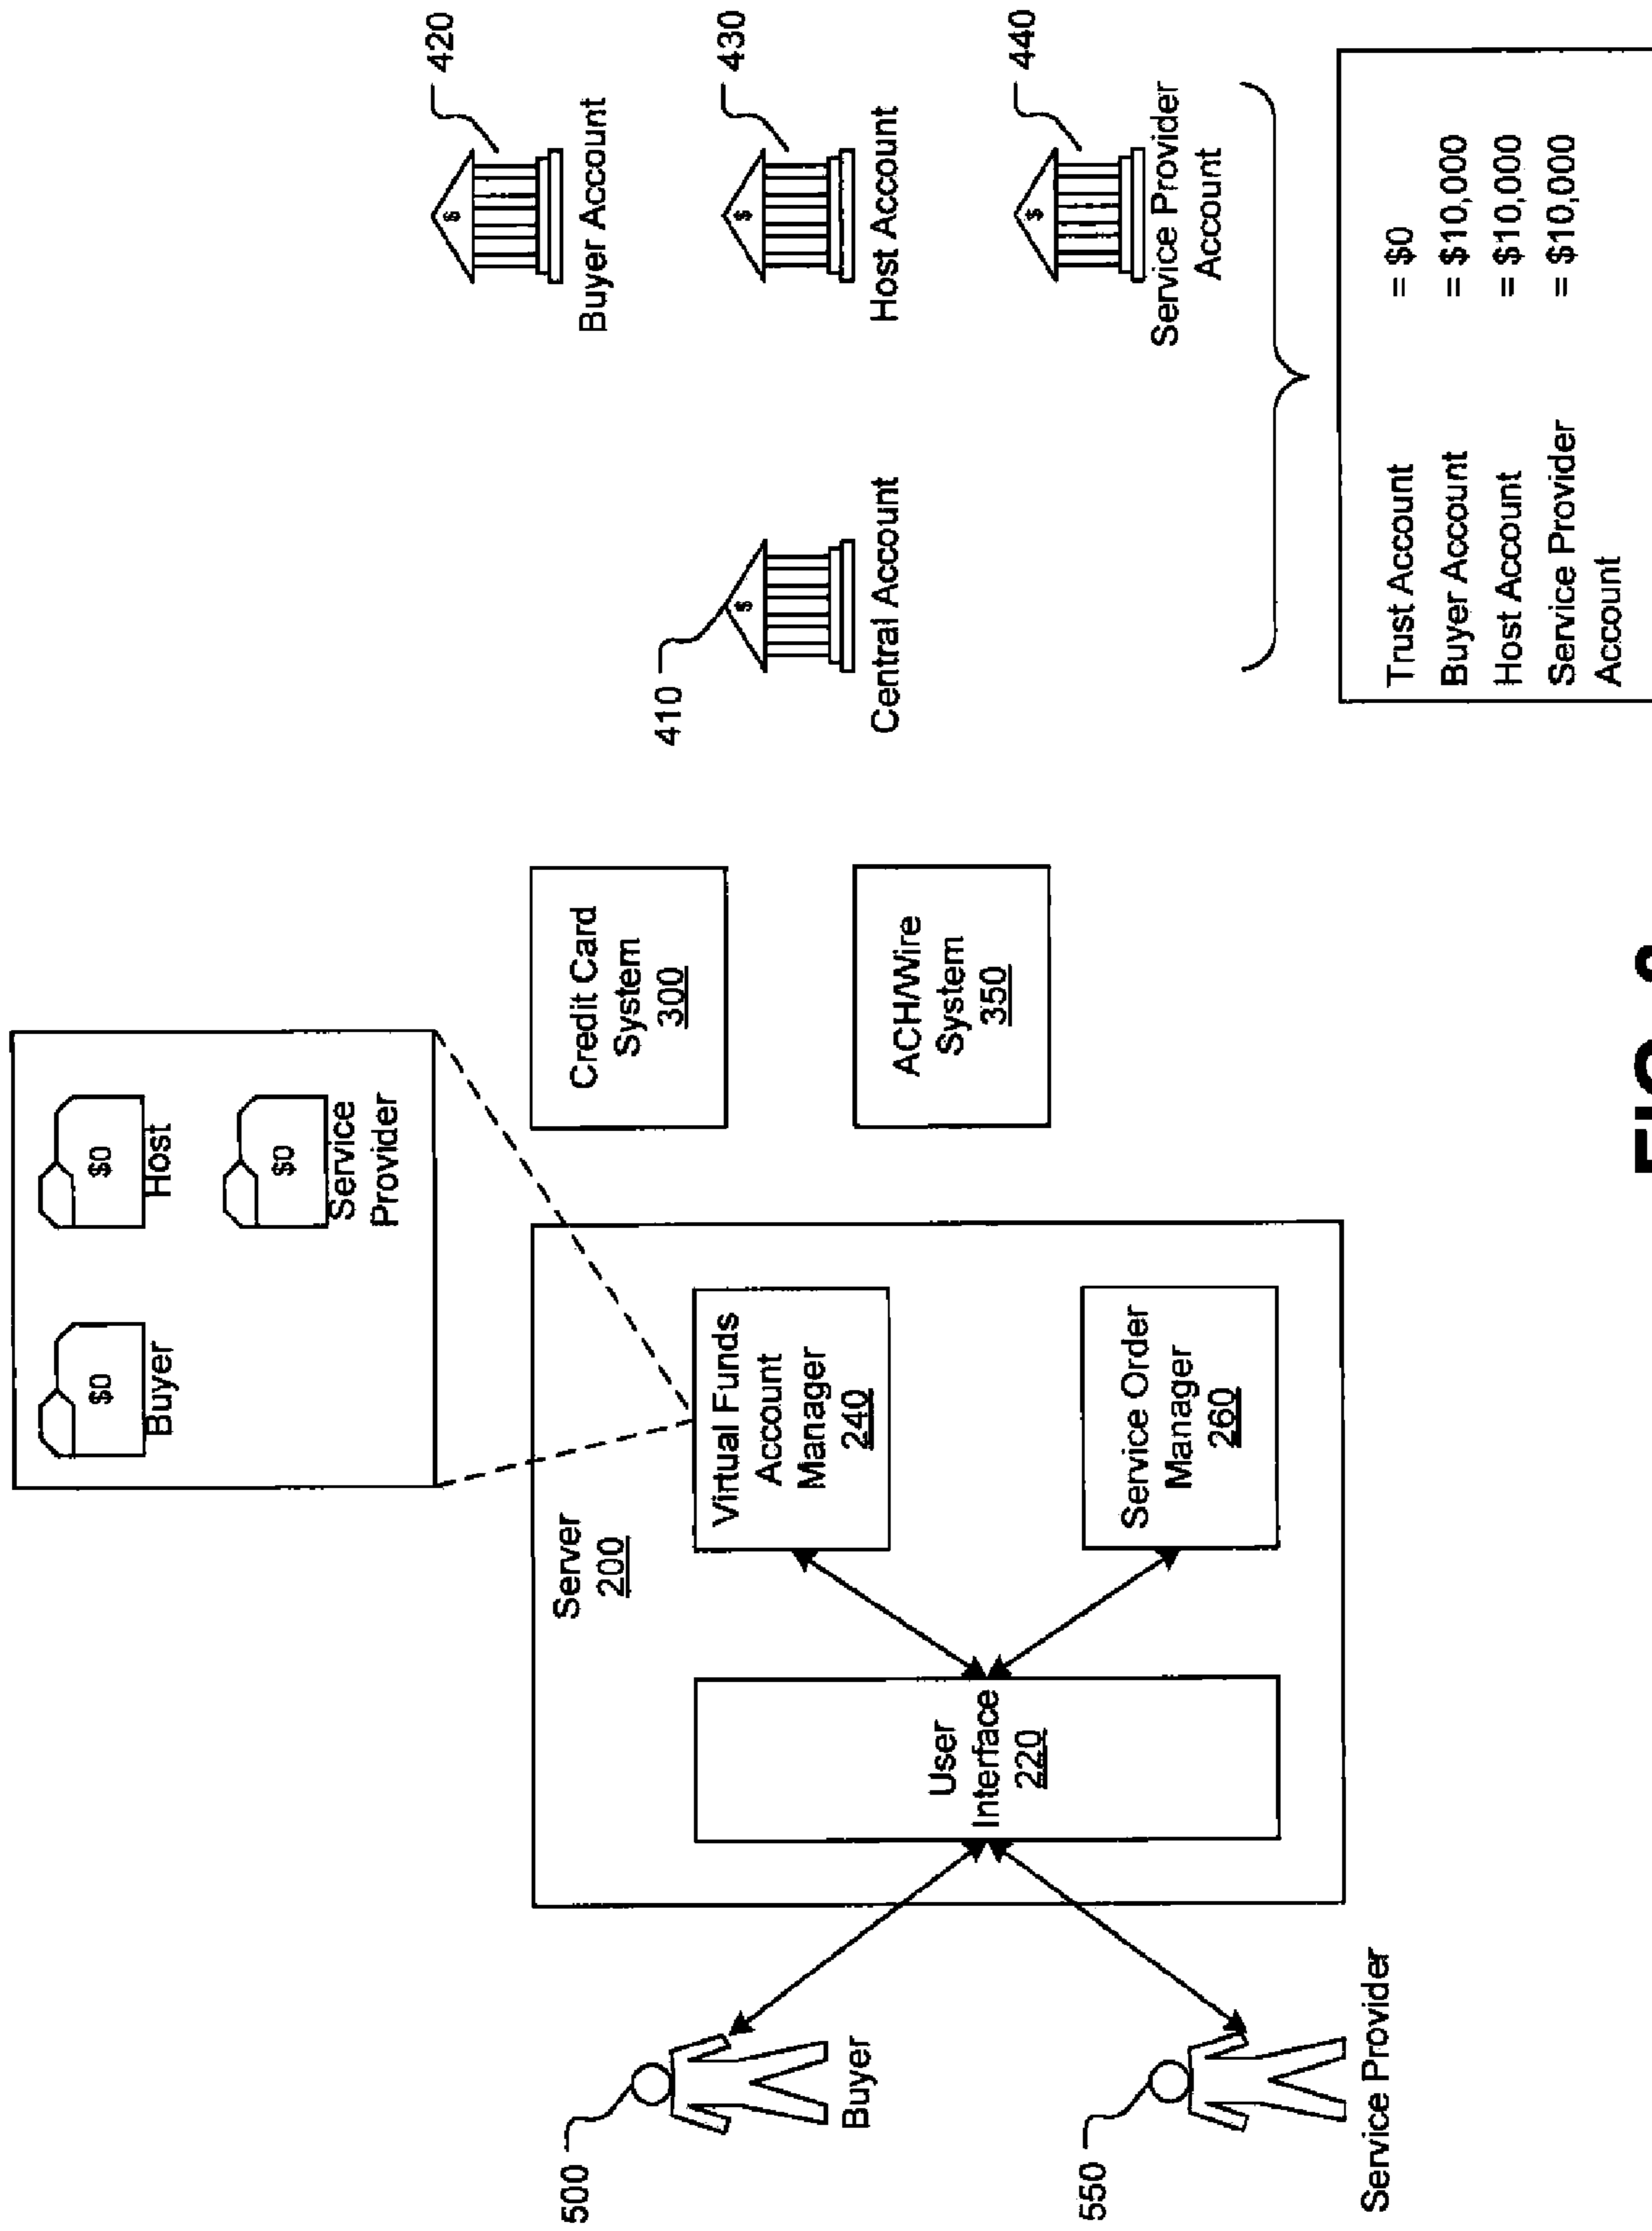 $0
Buyer
$0
Host
$0
Service
Provider
500
Buyer
550
Service Provider
Server
200
User
Interface
220
Virtual Funds
Account
Manager
240
Service Order
Manager
260
Credit Card
System
300
ACH/Wire
System
350
410
$
Central Account
420
$
Buyer Account
430
$
Host Account
440
$
Service Provider
Account
Trust Account = $0
Buyer Account = $10,000
Host Account = $10,000
Service Provider = $10,000
Account
FIG.